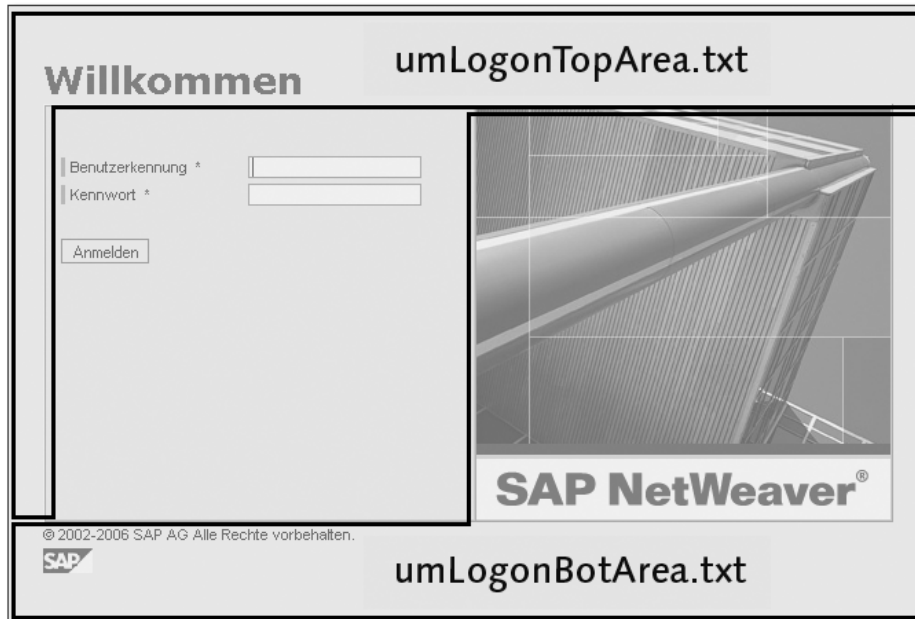 umLogonTopArea.txt
Willkommen
Benutzerkennung *
Kennwort *
Anmelden
SAP NetWeaver®
© 2002-2006 SAP AG Alle Rechte vorbehalten.
SAP
umLogonBotArea.txt